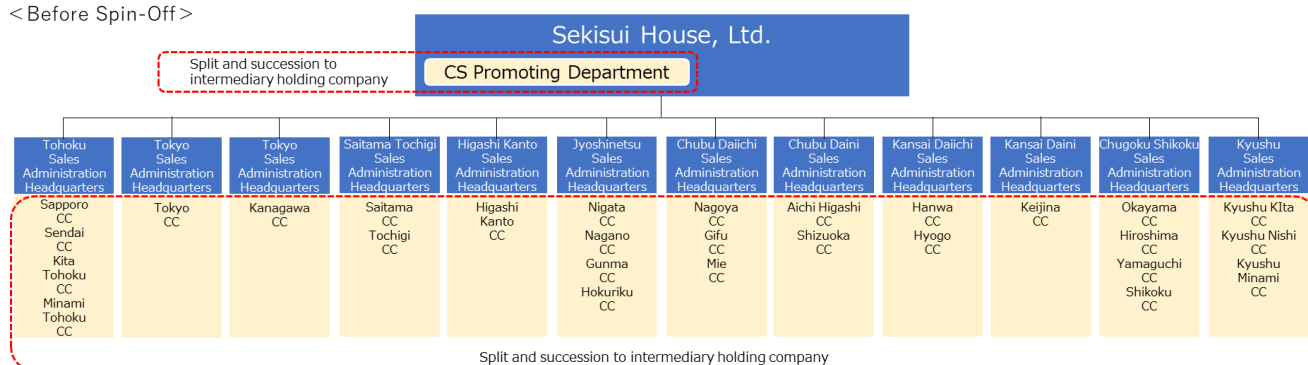 <Before Spin-Off>
Sekisui House, Ltd.
Split and succession to
intermediary holding company
CS Promoting Department
Tohoku
Sales
Administration
Headquarters
Tokyo
Sales
Administration
Headquarters
Tokyo
Sales
Administration
Headquarters
Saitama Tochigi
Sales
Administration
Headquarters
Higashi Kanto
Sales
Administration
Headquarters
Jyoshinetsu
Sales
Administration
Headquarters
Chubu Daiichi
Sales
Administration
Headquarters
Chubu Daini
Sales
Administration
Headquarters
Kansai Daiichi
Sales
Administration
Headquarters
Kansai Daini
Sales
Administration
Headquarters
Chugoku Shikoku
Sales
Administration
Headquarters
Kyushu
Sales
Administration
Headquarters
Sapporo
CC
Sendai
CC
Kita
Tohoku
CC
Minami
Tohoku
CC
Tokyo
CC
Kanagawa
CC
Saitama
CC
Tochigi
CC
Higashi
Kanto
CC
Nigata
CC
Nagano
CC
Gunma
CC
Hokuriku
CC
Nagoya
CC
Gifu
CC
Mie
CC
Aichi Higashi
CC
Shizuoka
CC
Hanwa
CC
Hyogo
CC
Keijina
CC
Okayama
CC
Hiroshima
CC
Yamaguchi
CC
Shikoku
CC
Kyushu KIta
CC
Kyushu Nishi
CC
Kyushu
Minami
CC
Split and succession to intermediary holding company